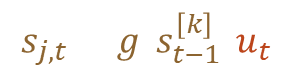 s_{j,t} g s_{t-1}^{[k]} u_t